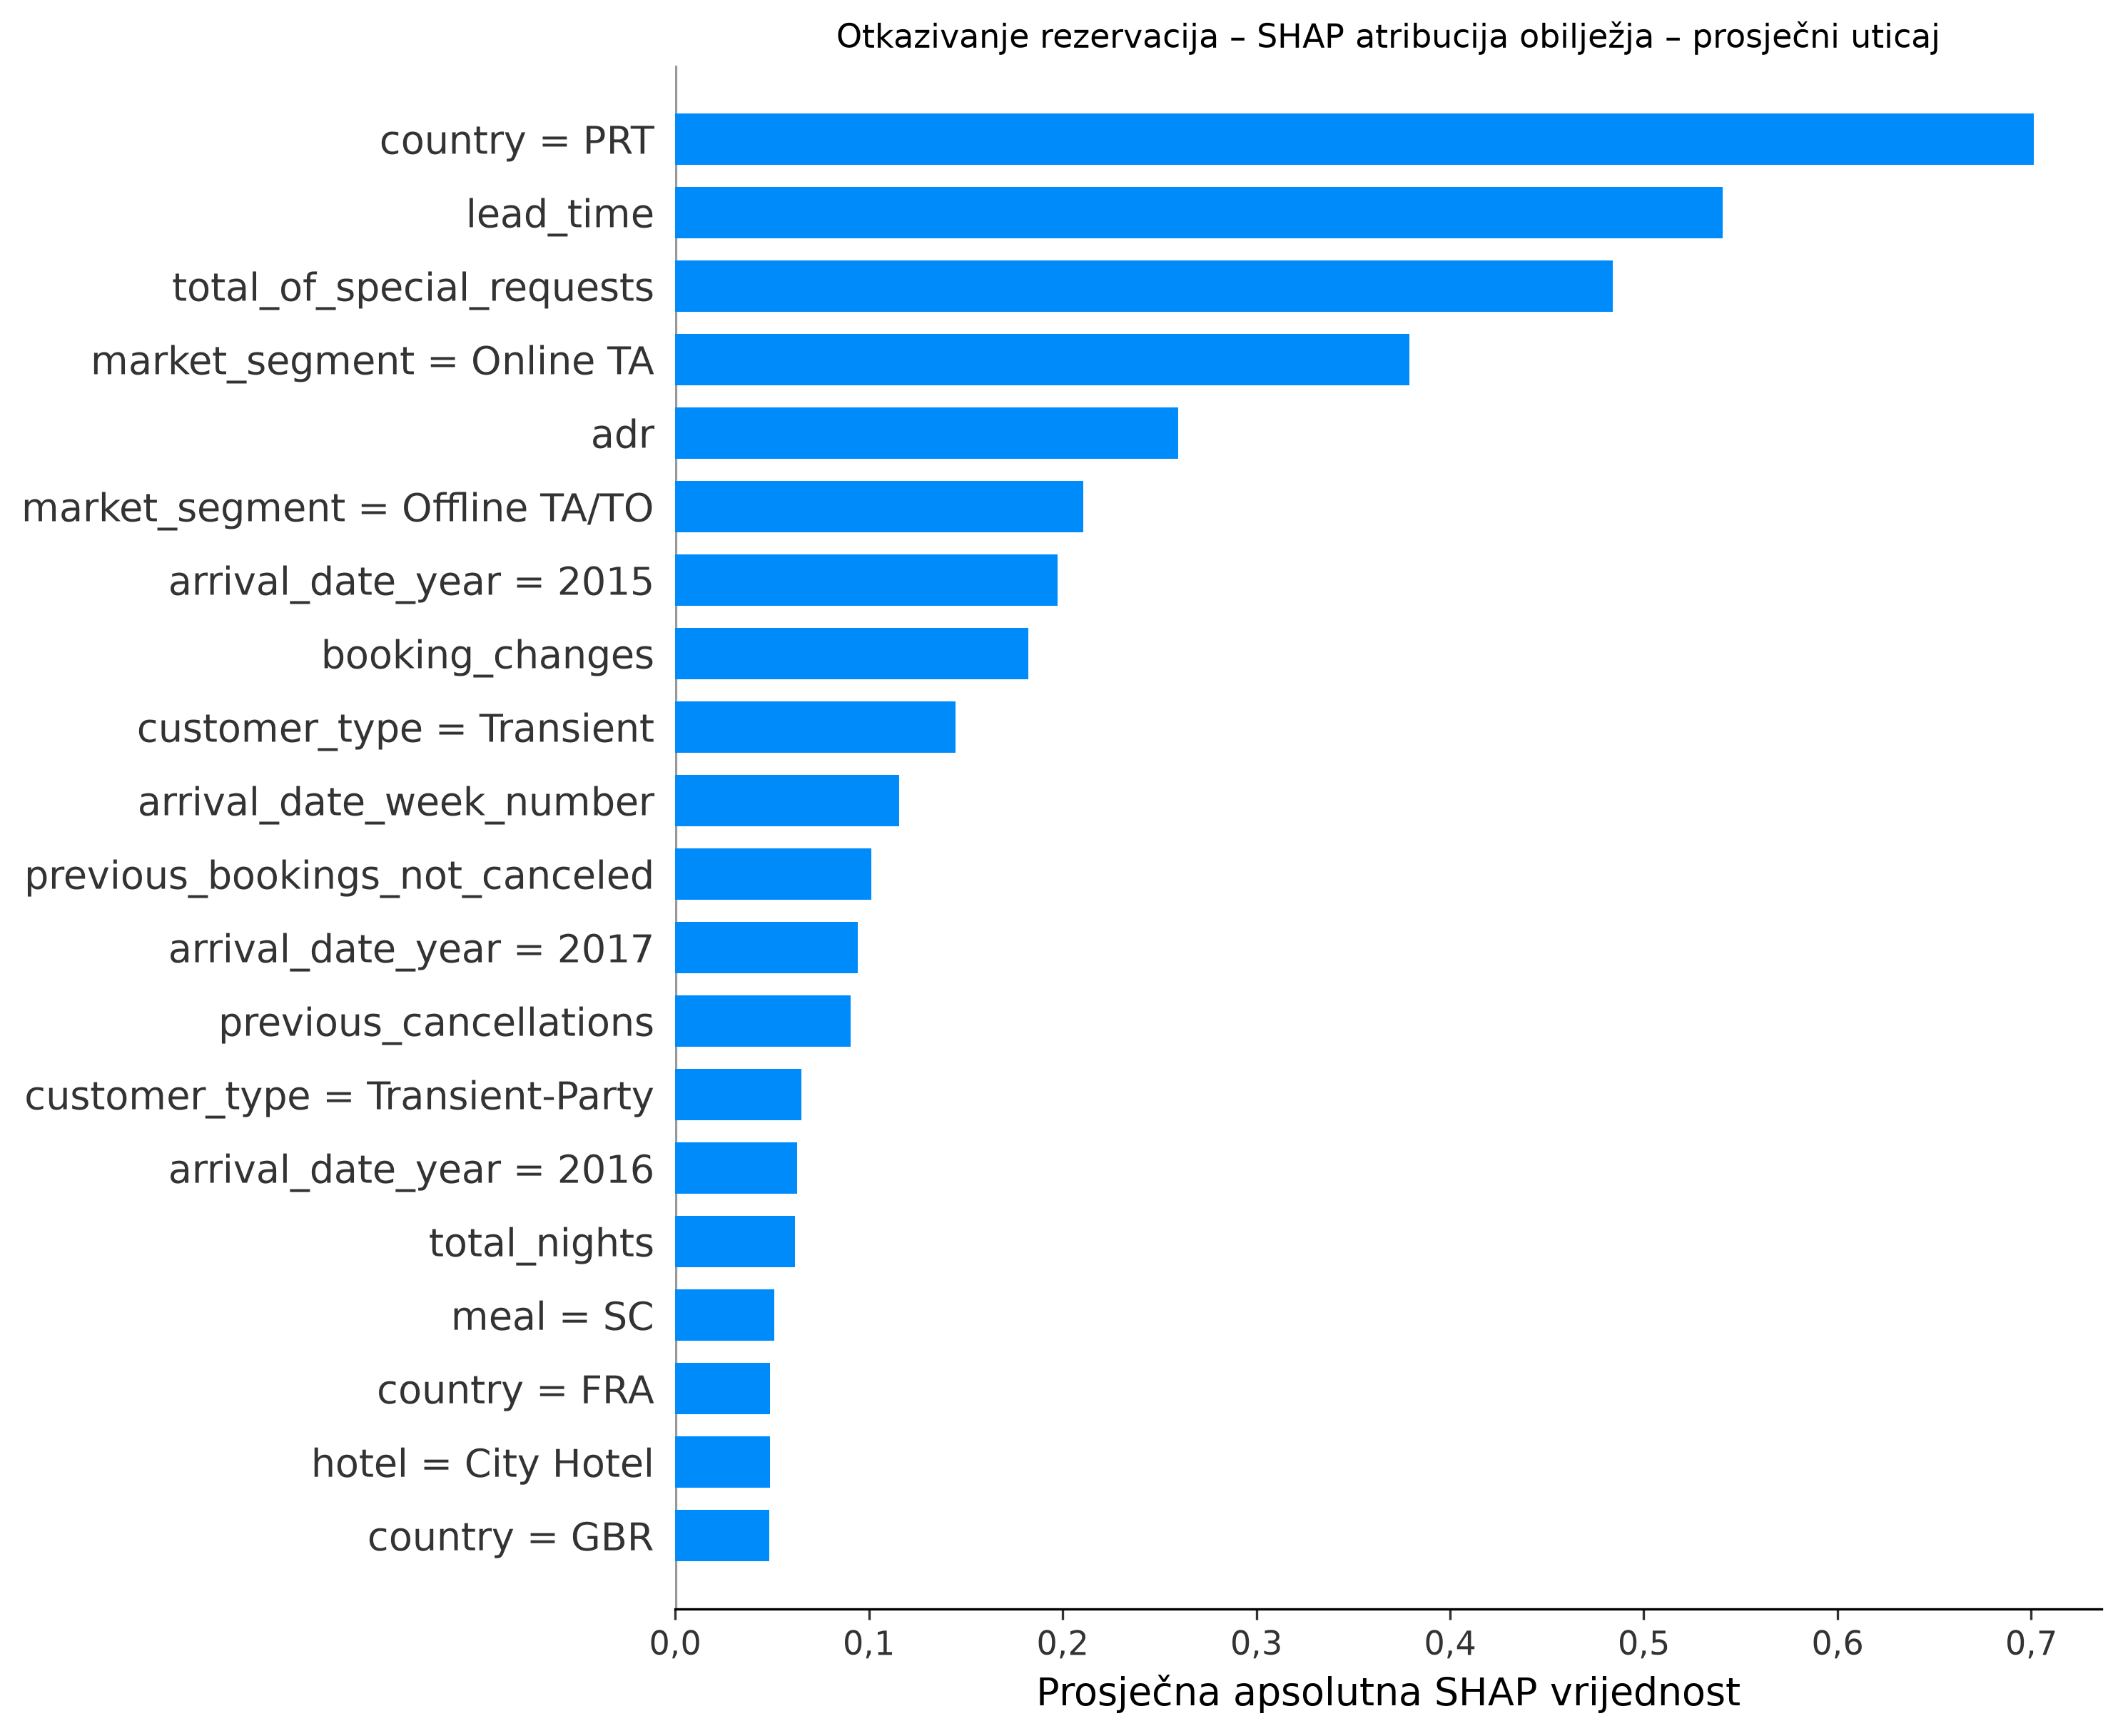 Otkazivanje rezervacija – SHAP atribucija obilježja – prosječni uticaj
country = PRT
lead_time
total_of_special_requests
market_segment = Online TA
adr
market_segment = Offline TA/TO
arrival_date_year = 2015
booking_changes
customer_type = Transient
arrival_date_week_number
previous_bookings_not_canceled
arrival_date_year = 2017
previous_cancellations
customer_type = Transient-Party
arrival_date_year = 2016
total_nights
meal = SC
country = FRA
hotel = City Hotel
country = GBR
0,0 0,1 0,2 0,3 0,4 0,5 0,6 0,7
Prosječna apsolutna SHAP vrijednost